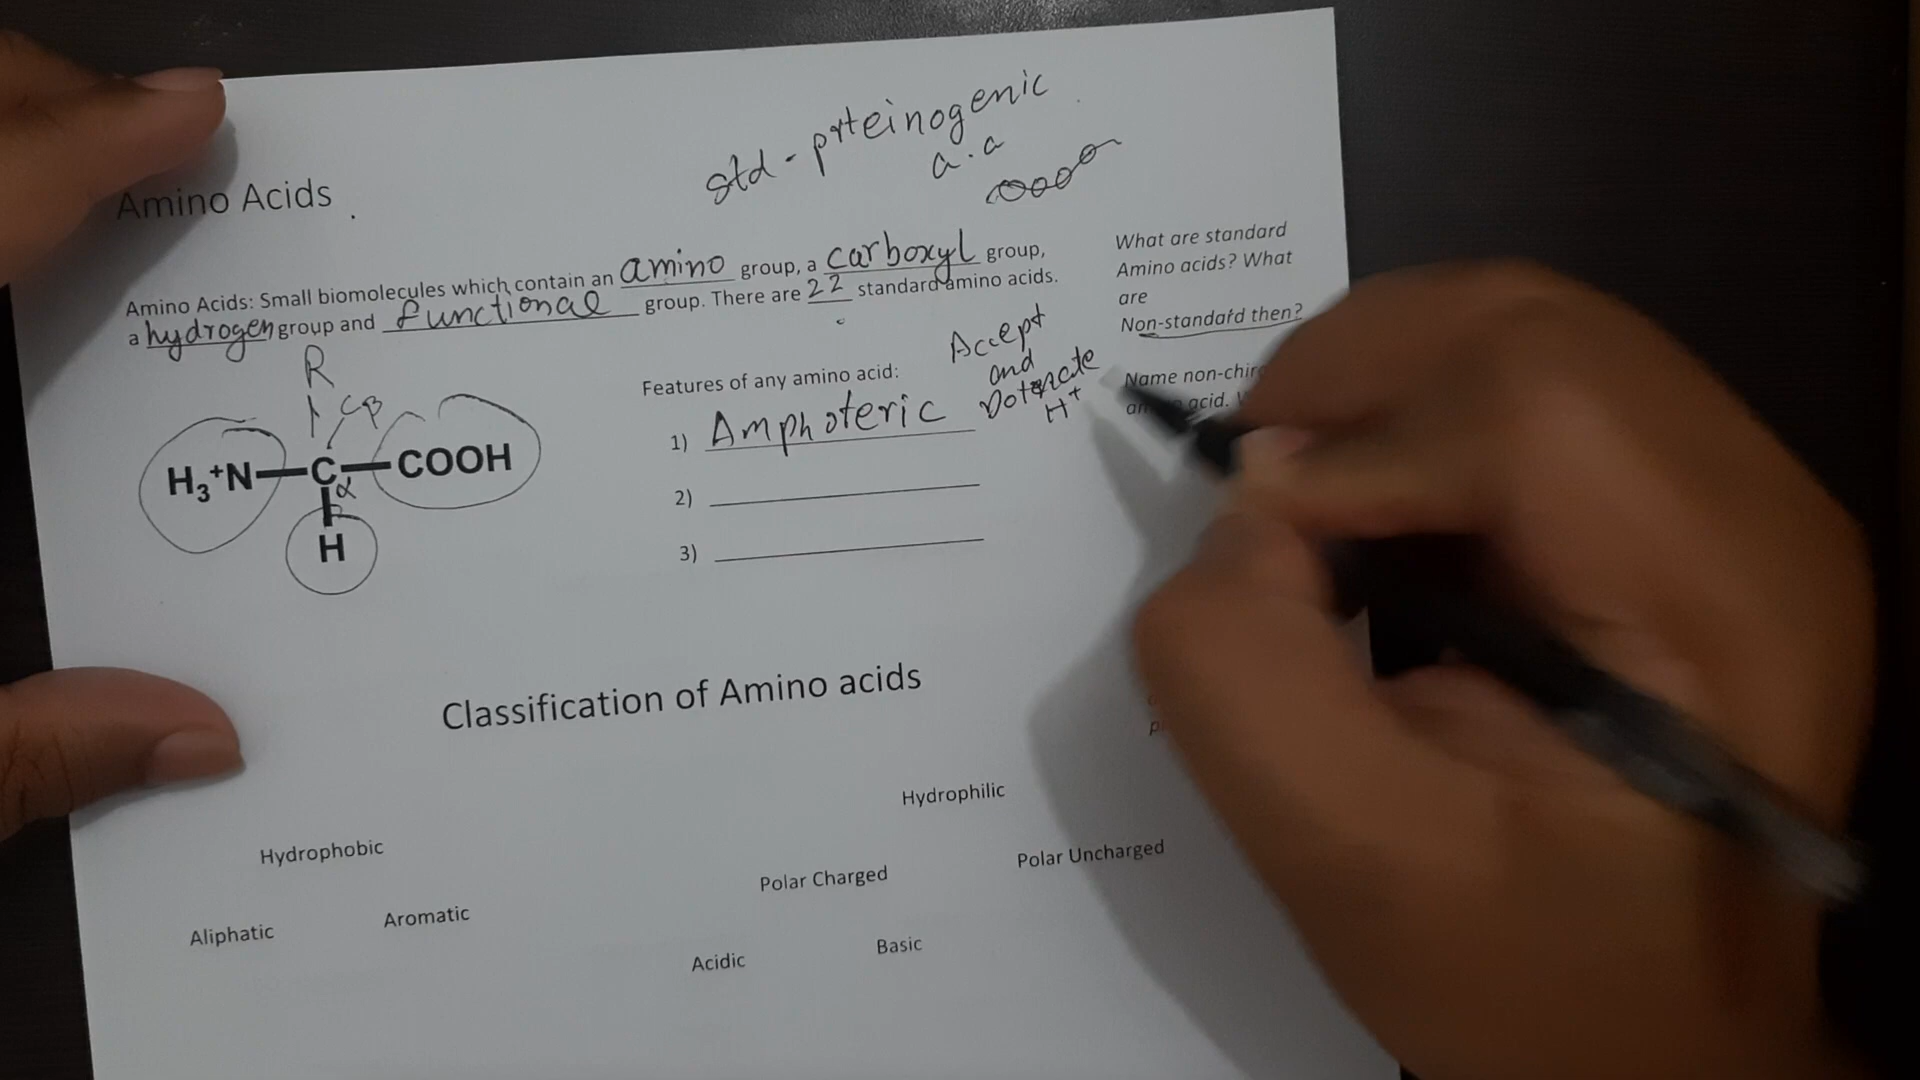 std - prteinogenic
a.a
Amino Acids
Amino Acids: Small biomolecules which contain an amino group, a carboxyl group,
a hydrogen group and functional group. There are 22 standard amino acids.
What are standard
Amino acids? What
are
Non-standard then?
Name non-chir
acid.
R
Cβ
H3+N—C—COOH
α
H
Features of any amino acid:
1) Amphoteric
Accept
and
H+
2)
3)
Classification of Amino acids
Hydrophobic
Hydrophilic
Aliphatic
Aromatic
Polar Charged
Polar Uncharged
Acidic
Basic